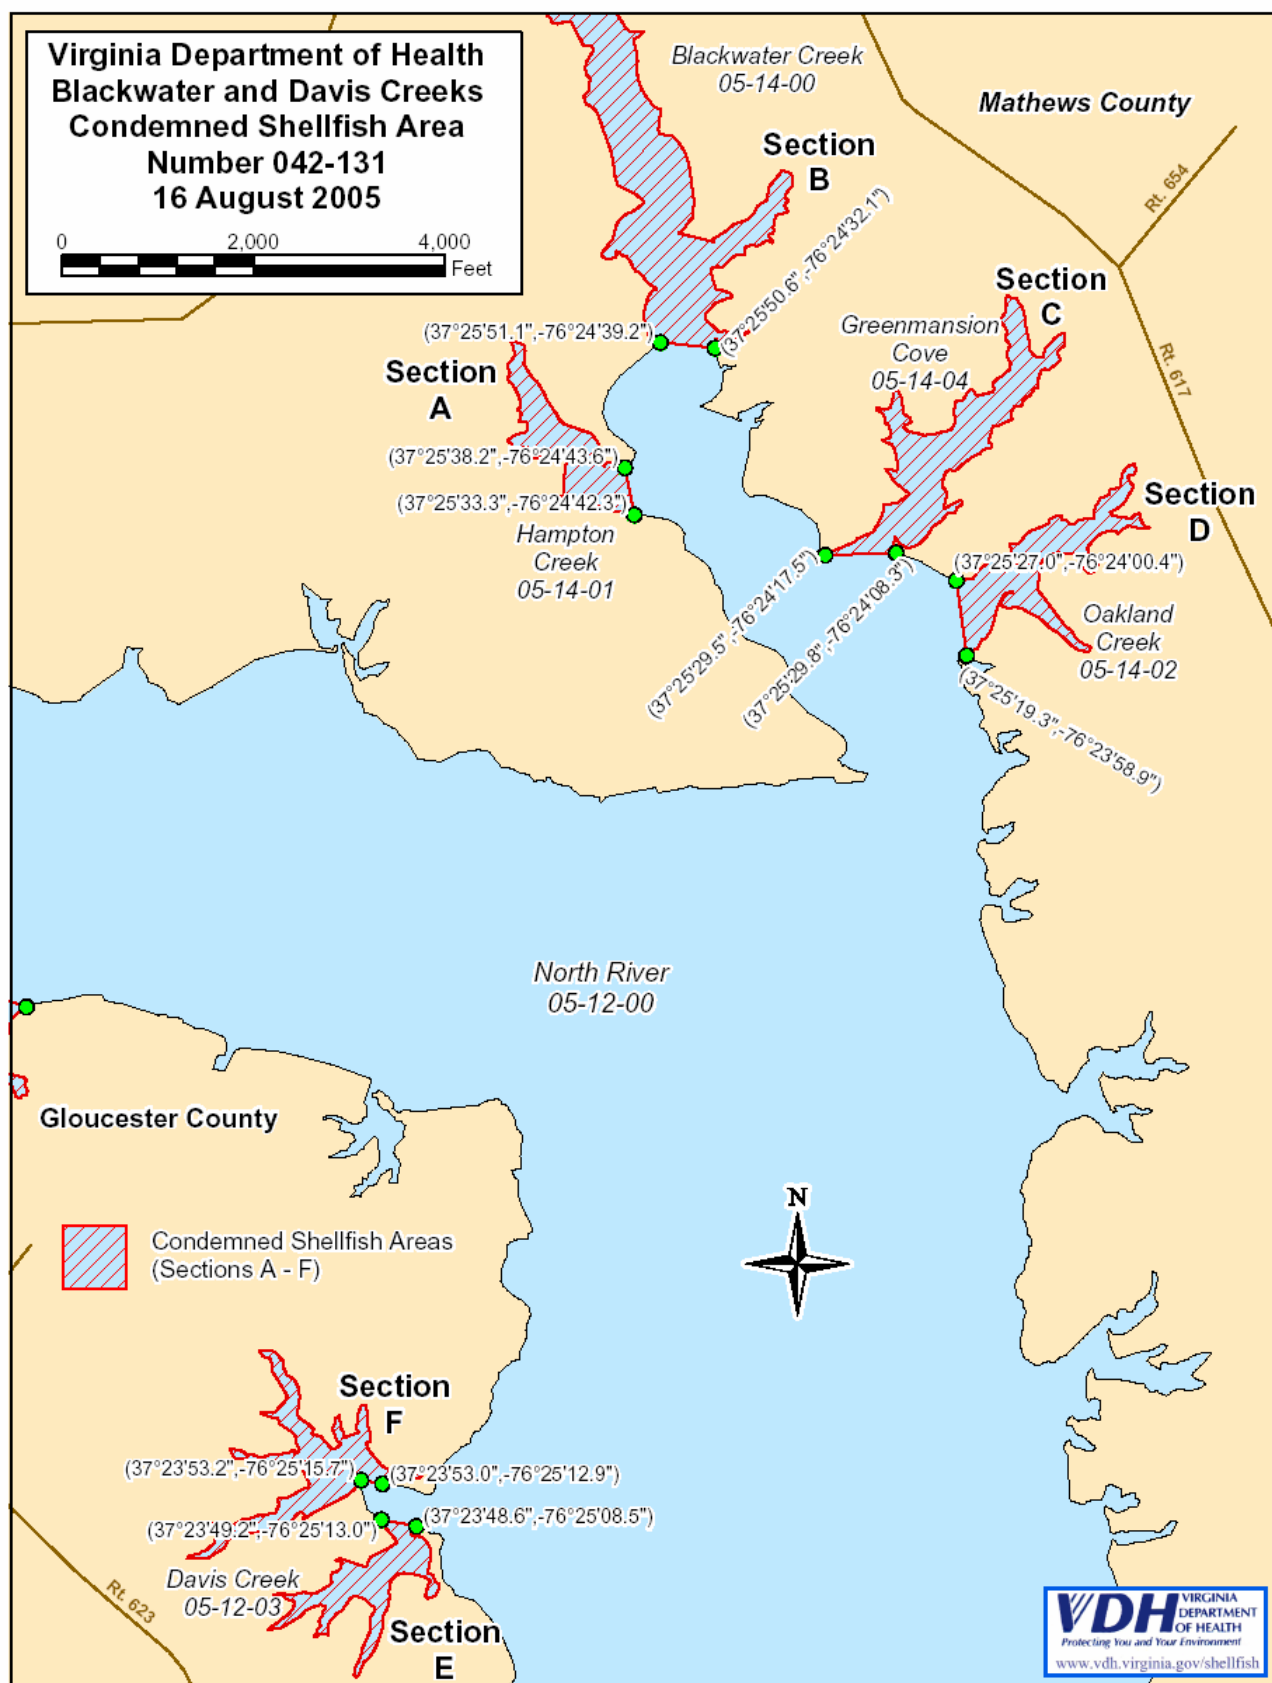 Virginia Department of Health
Blackwater and Davis Creeks
Condemned Shellfish Area
Number 042-131
16 August 2005
0 2,000 4,000
Feet
Blackwater Creek
05-14-00
Mathews County
Section
B
Rt. 654
(37°25'51.1",-76°24'39.2")
(37°25'50.6",-76°24'32.1")
Section
C
Greenmansion
Cove
05-14-04
Rt. 617
Section
A
(37°25'38.2",-76°24'43.6")
(37°25'33.3",-76°24'42.3")
Hampton
Creek
05-14-01
Section
D
(37°25'29.5",-76°24'17.5")
(37°25'29.8",-76°24'08.3")
(37°25'27.0",-76°24'00.4")
Oakland
Creek
05-14-02
(37°25'19.3",-76°23'58.9")
North River
05-12-00
Gloucester County
N
Condemned Shellfish Areas
(Sections A - F)
Section
F
(37°23'53.2",-76°25'15.7")
(37°23'53.0",-76°25'12.9")
(37°23'49.2",-76°25'13.0")
(37°23'48.6",-76°25'08.5")
Davis Creek
05-12-03
Rt. 623
Section
E
VDH VIRGINIA
DEPARTMENT
OF HEALTH
Protecting You and Your Environment
www.vdh.virginia.gov/shellfish